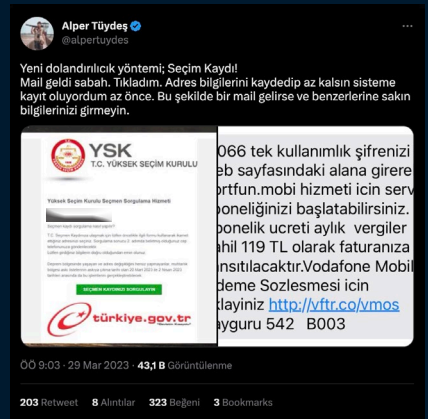 Alper Tüydeş
@alpertuydes
Yeni dolandırıcılık yöntemi; Seçim Kaydı!
Mail geldi sabah. Tıkladım. Adres bilgilerini kaydedip az kalsın sisteme
kayıt oluyordum az önce. Bu şekilde bir mail gelirse ve benzerlerine sakın
bilgilerinizi girmeyin.
YSK
T.C. YÜKSEK SEÇİM KURULU
Yüksek Seçim Kurulu Seçmen Sorgulama Hizmeti
SEÇMEN KAYDINIZI SORGULAYIN
türkiye.gov.tr
066 tek kullanımlık şifrenizi
eb sayfasındaki alana girere
ortfun.mobi hizmeti icin serv
boneliğinizi başlatabilirsiniz.
bonelik ucreti aylık vergiler
ahil 119 TL olarak faturanıza
ansıtılacaktır.Vodafone Mobil
deme Sozlesmesi icin
klayiniz http://vftr.co/vmos
ayguru 542 B003
ÖÖ 9:03 · 29 Mar 2023 · 43,1 B Görüntülenme
203 Retweet 8 Alıntılar 323 Beğeni 3 Bookmarks